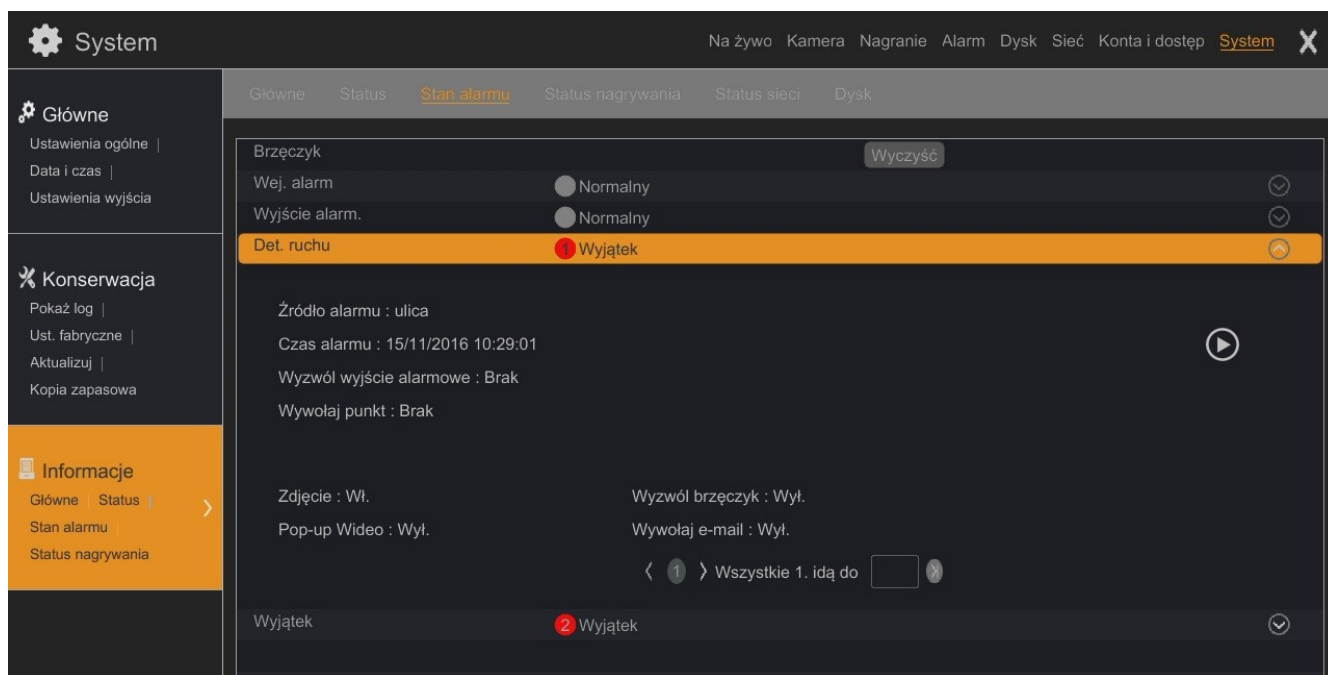 System
Na żywo Kamera Nagranie Alarm Dysk Sieć Konta i dostęp System X
Główne Status Stan alarmu Status nagrywania Status sieci Dysk
Główne
Ustawienia ogólne |
Data i czas |
Ustawienia wyjścia
Konserwacja
Pokaż log |
Ust. fabryczne |
Aktualizuj |
Kopia zapasowa
Informacje
Główne | Status |
Stan alarmu |
Status nagrywania
Brzęczyk Wyczyść
Wej. alarm Normalny
Wyjście alarm. Normalny
Det. ruchu 1 Wyjątek
Źródło alarmu : ulica
Czas alarmu : 15/11/2016 10:29:01
Wyzwól wyjście alarmowe : Brak
Wywołaj punkt : Brak
Zdjęcie : Wł. Wyzwól brzęczyk : Wył.
Pop-up Wideo : Wył. Wywołaj e-mail : Wył.
1 Wszystkie 1. idą do
Wyjątek 2 Wyjątek